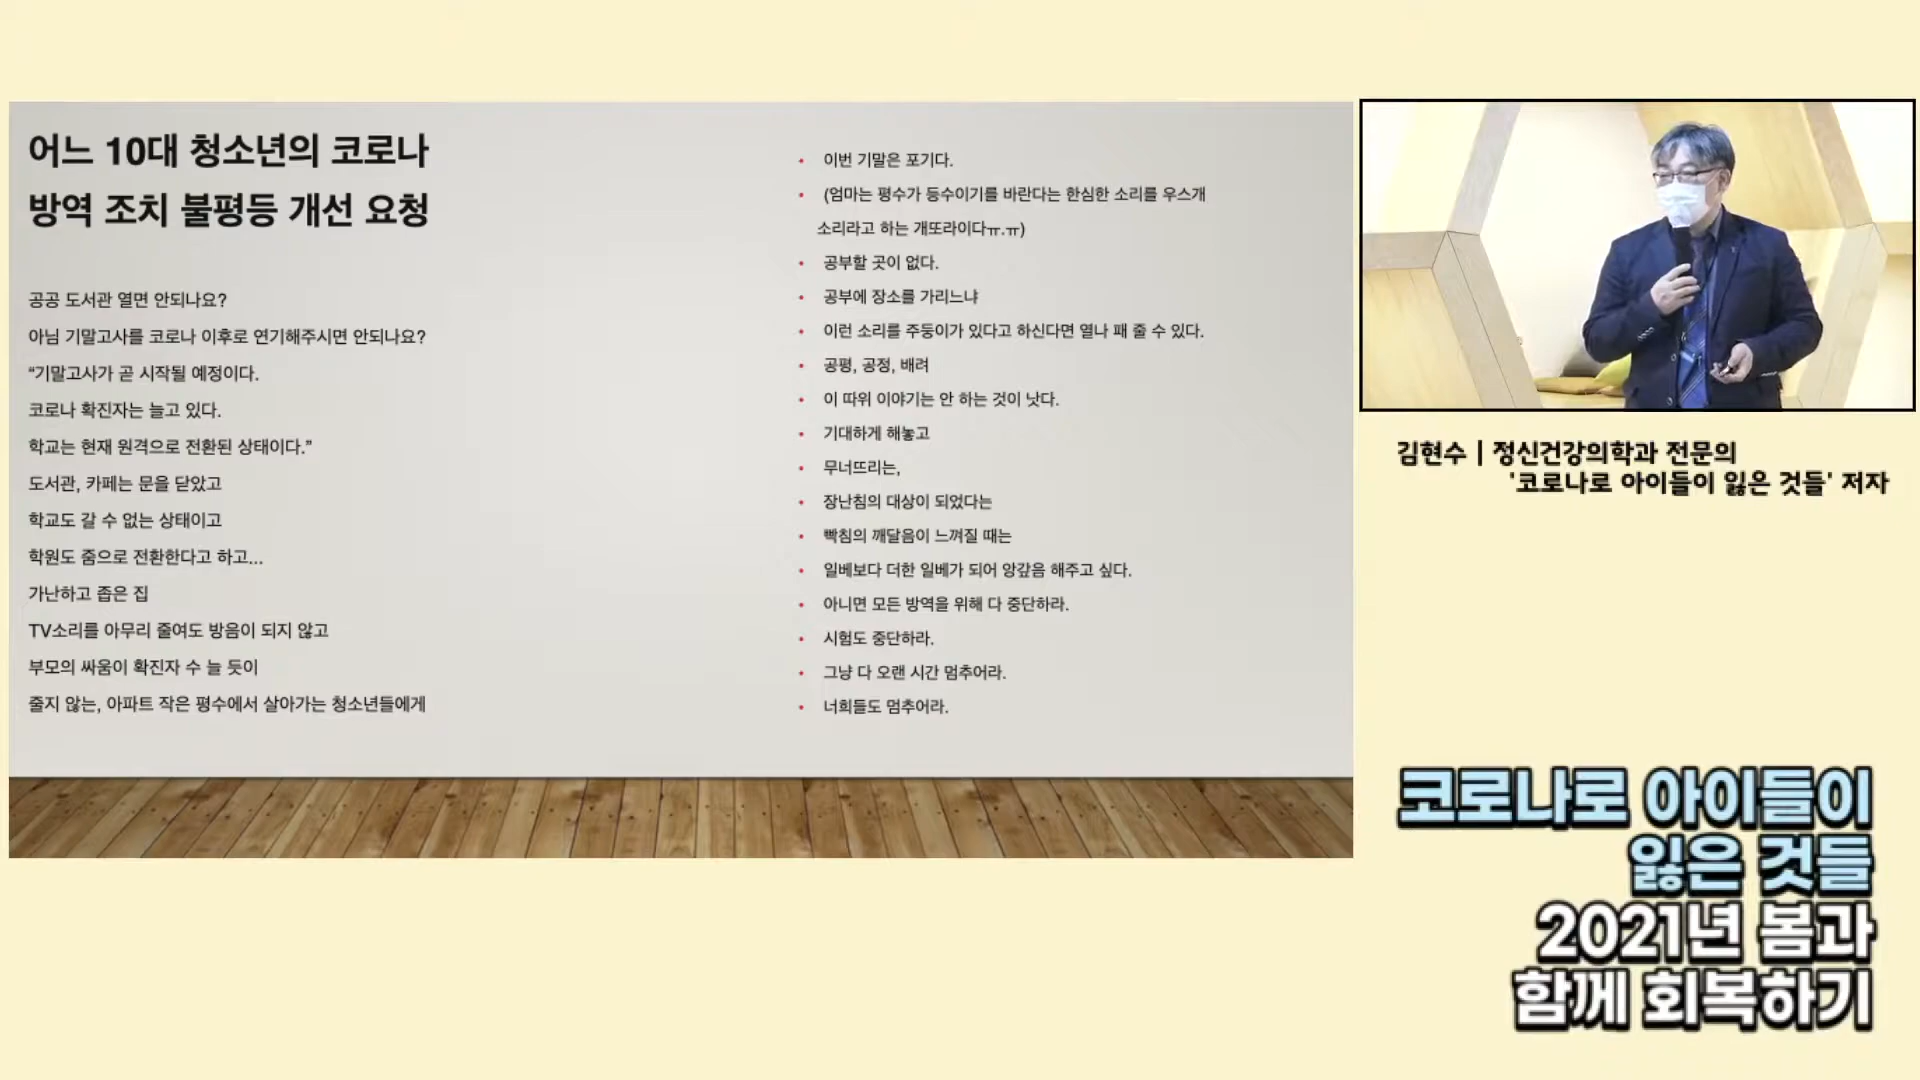 어느 10대 청소년의 코로나
방역 조치 불평등 개선 요청
공공 도서관 열면 안되나요?
아님 기말고사를 코로나 이후로 연기해주시면 안되나요?
“기말고사가 곧 시작될 예정이다.
코로나 확진자는 늘고 있다.
학교는 현재 원격으로 전환된 상태이다.”
도서관, 카페는 문을 닫았고
학교도 갈 수 없는 상태이고
학원도 줌으로 전환한다고 하고...
가난하고 좁은 집
TV소리를 아무리 줄여도 방음이 되지 않고
부모의 싸움이 확진자 수 늘 듯이
줄지 않는, 아파트 작은 평수에서 살아가는 청소년들에게
• 이번 기말은 포기다.
• (엄마는 평수가 등수이기를 바란다는 한심한 소리를 우스개
소리라고 하는 개또라이다ㅠ.ㅠ)
• 공부할 곳이 없다.
• 공부에 장소를 가리느냐
• 이런 소리를 주둥이가 있다고 하신다면 열나 패 줄 수 있다.
• 공평, 공정, 배려
• 이 따위 이야기는 안 하는 것이 낫다.
• 기대하게 해놓고
• 무너뜨리는,
• 장난침의 대상이 되었다는
• 빡침의 깨달음이 느껴질 때는
• 일베보다 더한 일베가 되어 앙갚음 해주고 싶다.
• 아니면 모든 방역을 위해 다 중단하라.
• 시험도 중단하라.
• 그냥 다 오랜 시간 멈추어라.
• 너희들도 멈추어라.
김현수 | 정신건강의학과 전문의
'코로나로 아이들이 잃은 것들' 저자
코로나로 아이들이
잃은 것들
2021년 봄과
함께 회복하기